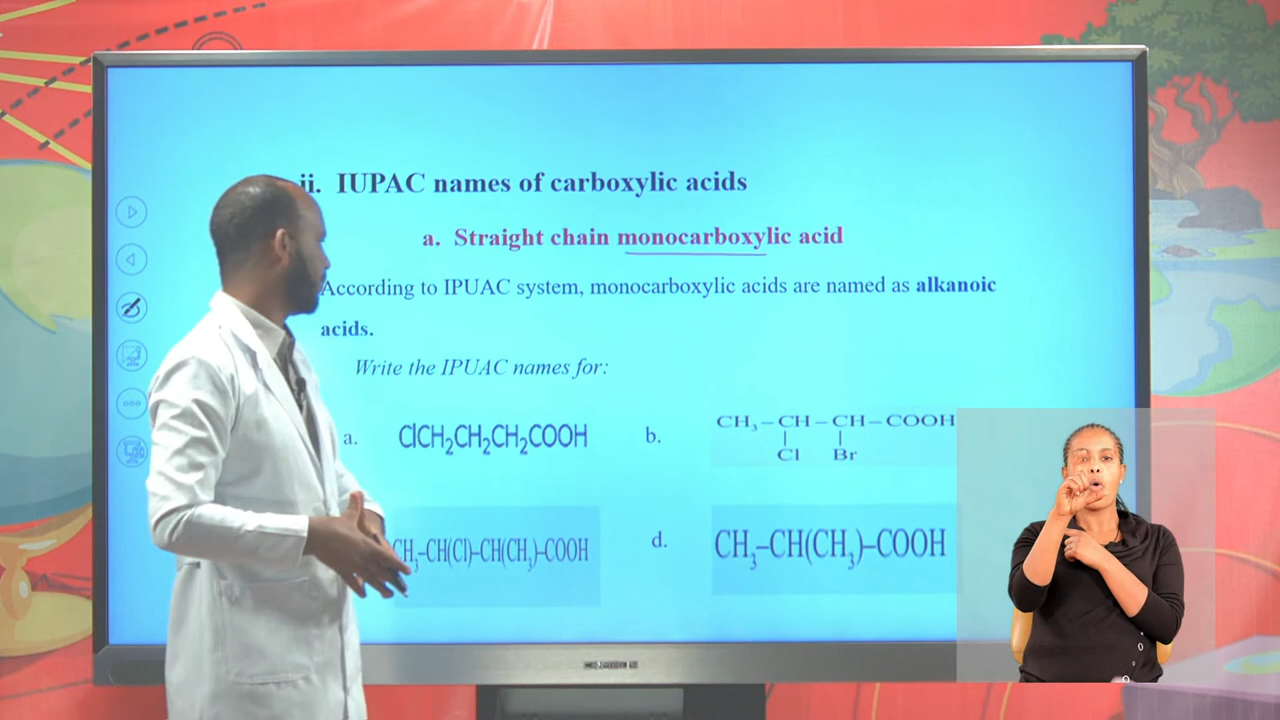 ii. IUPAC names of carboxylic acids
a. Straight chain monocarboxylic acid
According to IPUAC system, monocarboxylic acids are named as alkanoic
acids.
Write the IPUAC names for:
a. ClCH₂CH₂CH₂COOH b. CH₃–CH–CH–COOH
Cl Br
CH₃–CH(Cl)–CH(CH₃)–COOH d. CH₃–CH(CH₃)–COOH